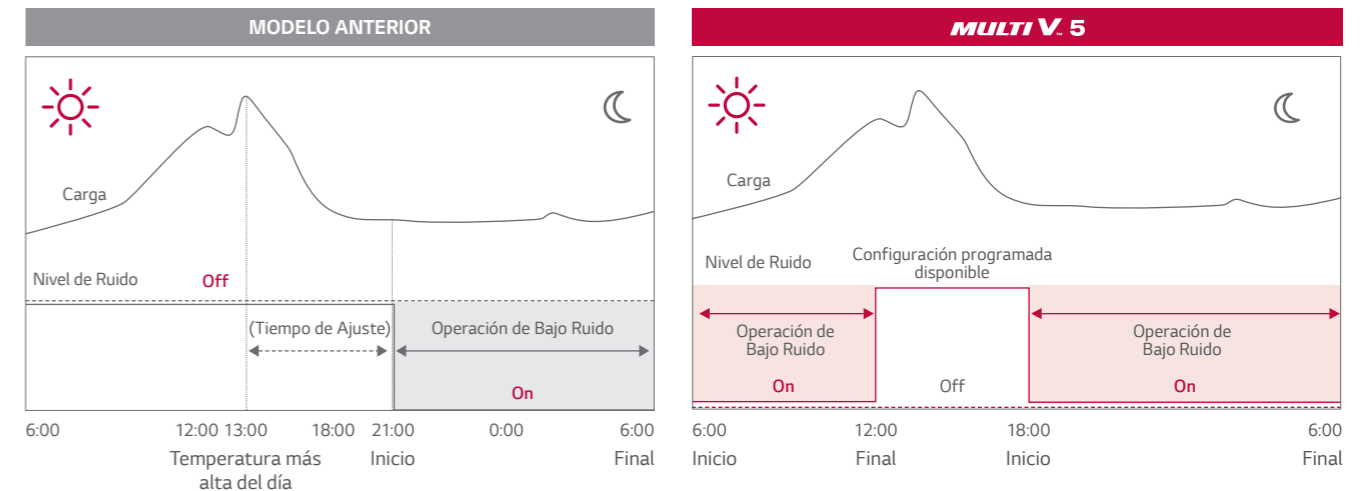 MODELO ANTERIOR
Carga
Nivel de Ruido
Off
(Tiempo de Ajuste)
Operación de Bajo Ruido
On
6:00
12:00
13:00
18:00
21:00
0:00
6:00
Temperatura más
alta del día
Inicio
Final
MULTI V™ 5
Carga
Nivel de Ruido
Configuración programada
disponible
Operación de
Bajo Ruido
On
Off
Operación de
Bajo Ruido
On
6:00
12:00
18:00
6:00
Inicio
Final
Inicio
Final